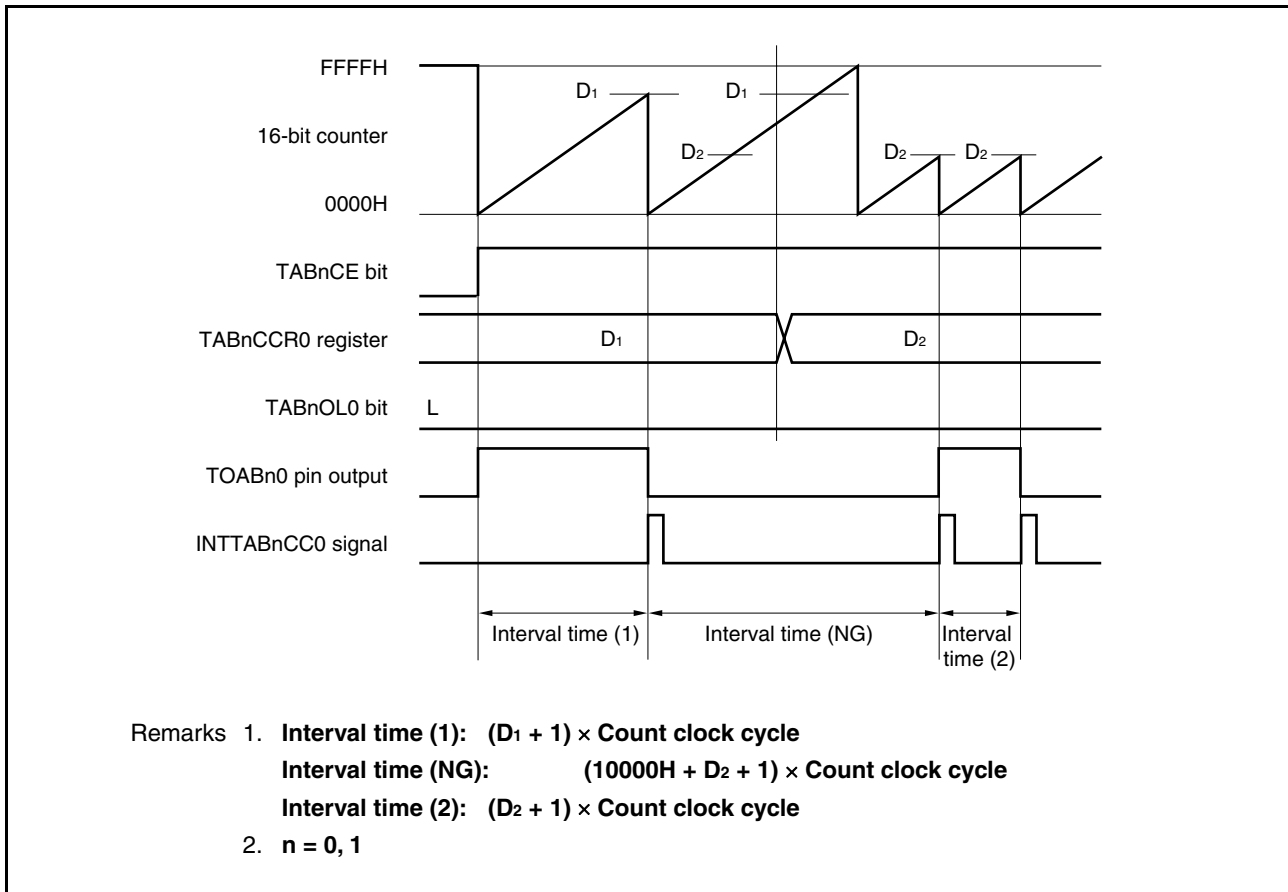 FFFFH
D1 D1
16-bit counter
D2 D2 D2
0000H
TABnCE bit
TABnCCR0 register D1 D2
TABnOL0 bit L
TOABn0 pin output
INTTABnCC0 signal
Interval time (1) Interval time (NG) Interval
time (2)
Remarks 1. Interval time (1): (D1 + 1) × Count clock cycle
Interval time (NG): (10000H + D2 + 1) × Count clock cycle
Interval time (2): (D2 + 1) × Count clock cycle
2. n = 0, 1